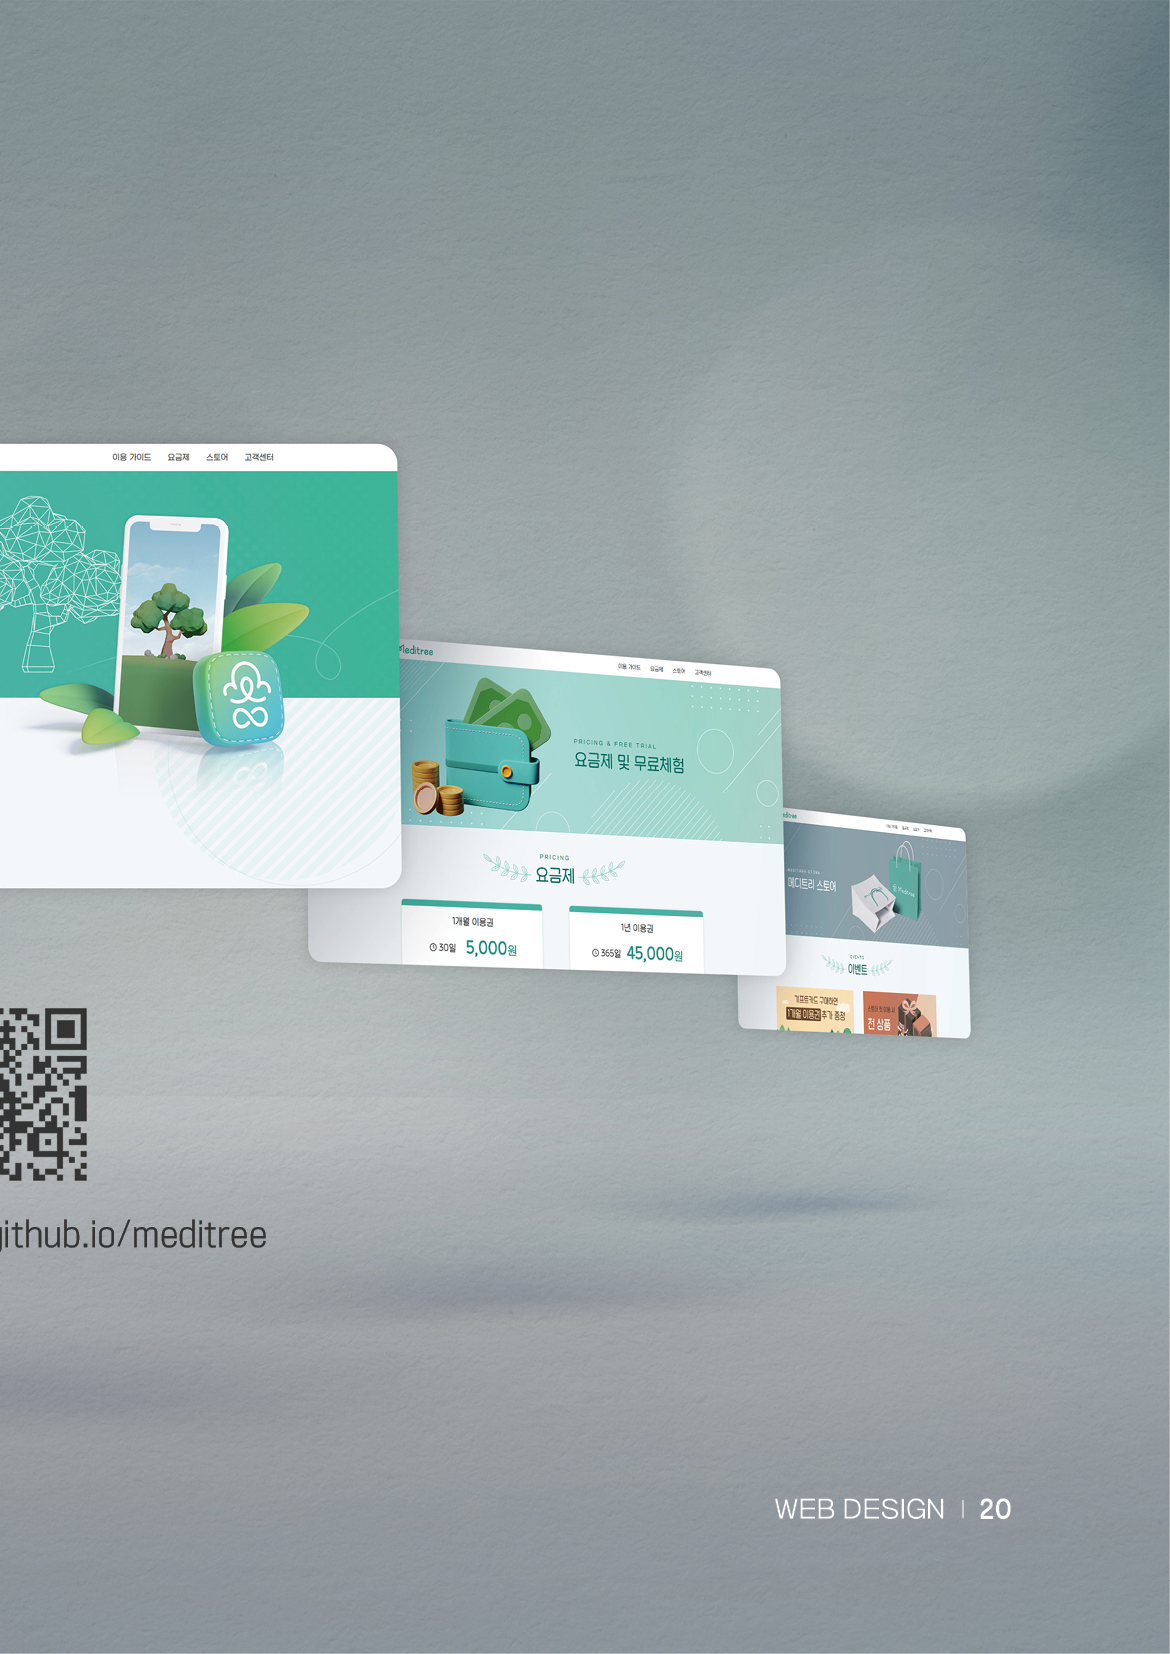 이용 가이드 요금제 스토어 고객센터
Meditree
이용 가이드 요금제 스토어 고객센터
PRICING & FREE TRIAL
요금제 및 무료체험
PRICING
요금제
1개월 이용권
30일 5,000원
1년 이용권
365일 45,000원
메디트리 스토어
Meditree
EVENTS
이벤트
기프트카드 구매하면
1개월 이용권 추가 증정
전 상품
github.io/meditree
WEB DESIGN | 20